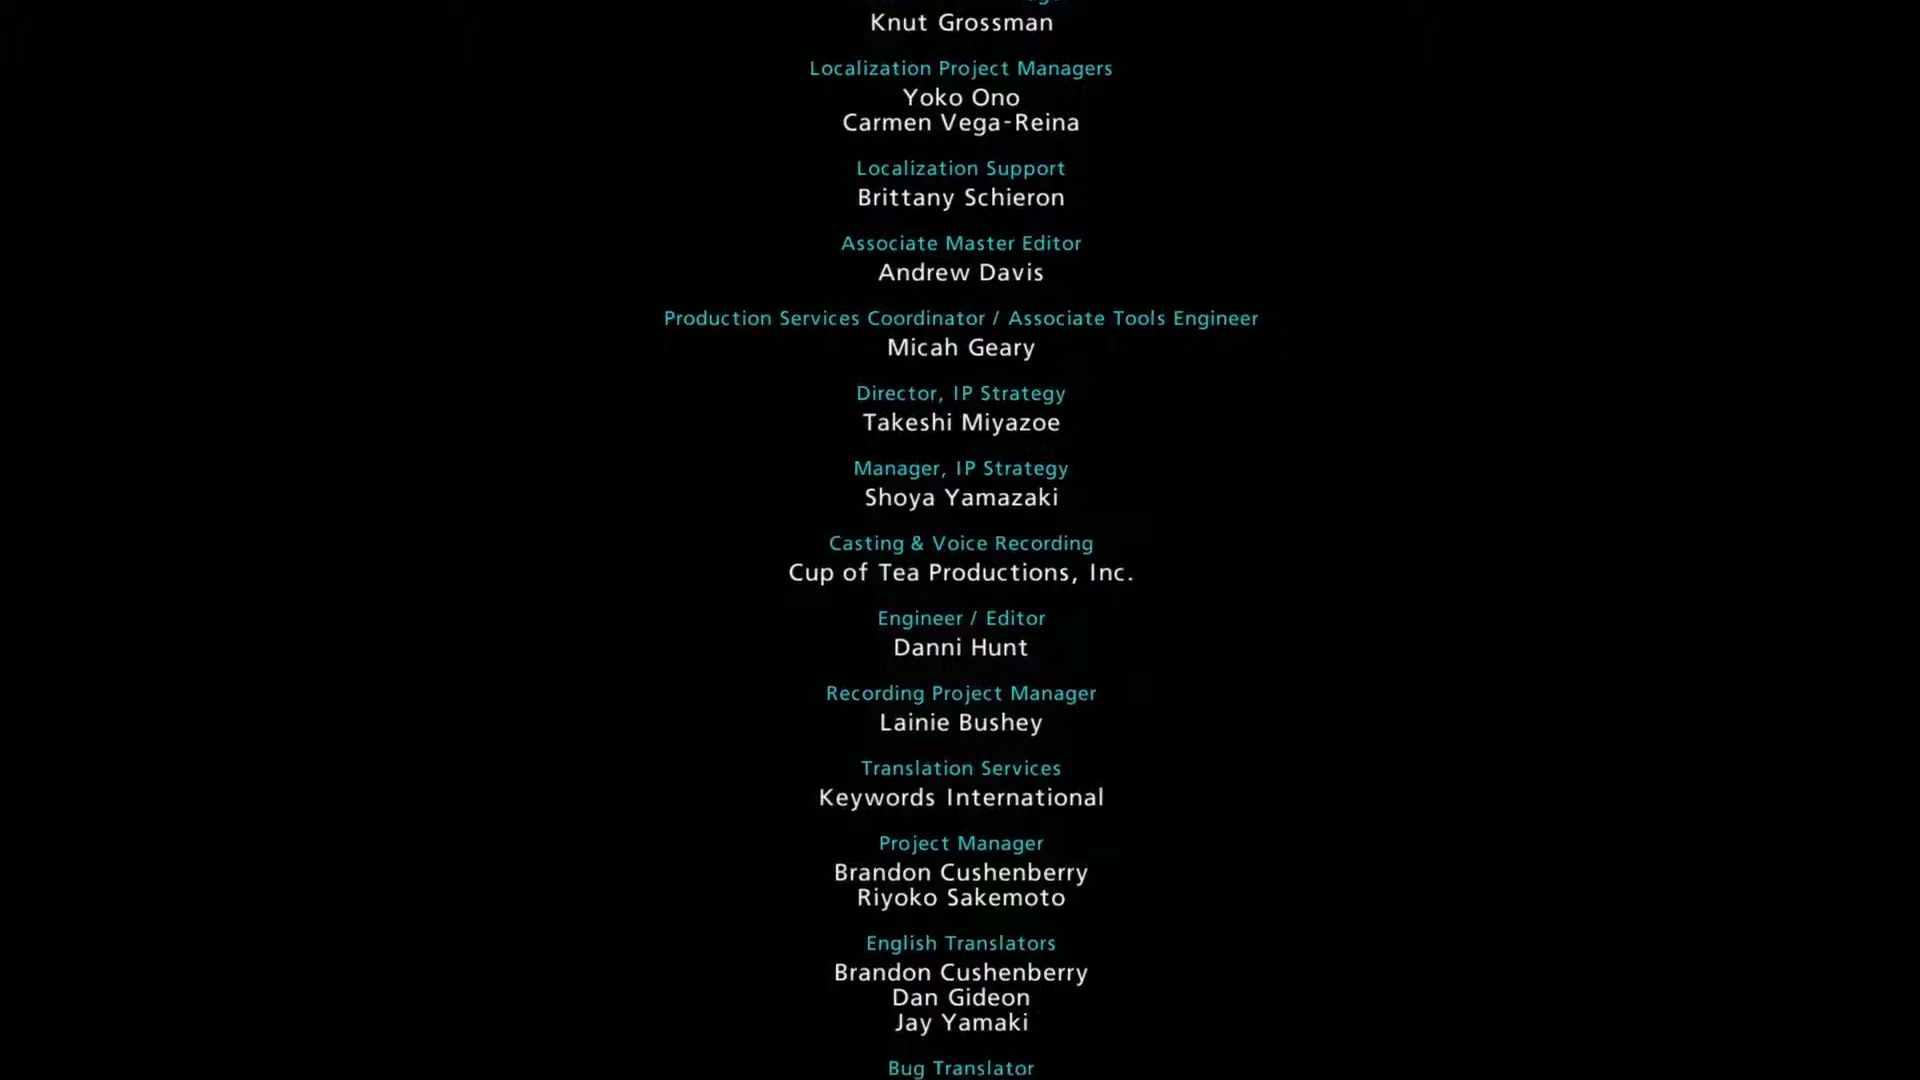 Knut Grossman
Localization Project Managers
Yoko Ono
Carmen Vega-Reina
Localization Support
Brittany Schieron
Associate Master Editor
Andrew Davis
Production Services Coordinator / Associate Tools Engineer
Micah Geary
Director, IP Strategy
Takeshi Miyazoe
Manager, IP Strategy
Shoya Yamazaki
Casting & Voice Recording
Cup of Tea Productions, Inc.
Engineer / Editor
Danni Hunt
Recording Project Manager
Lainie Bushey
Translation Services
Keywords International
Project Manager
Brandon Cushenberry
Riyoko Sakemoto
English Translators
Brandon Cushenberry
Dan Gideon
Jay Yamaki
Bug Translator